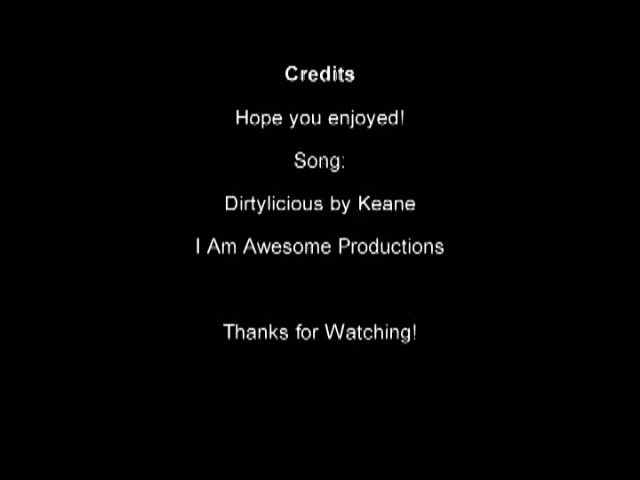 Credits
Hope you enjoyed!
Song:
Dirtylicious by Keane
I Am Awesome Productions
Thanks for Watching!